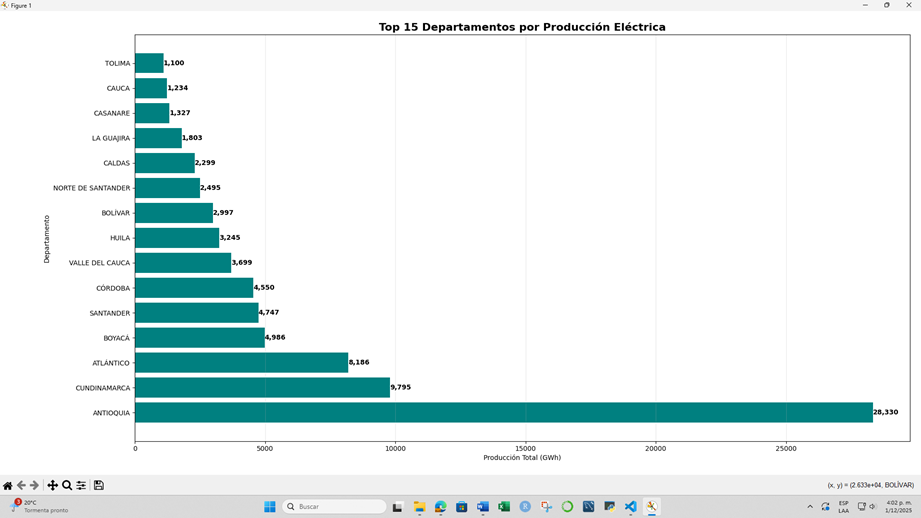 Figure 1
Top 15 Departamentos por Producción Eléctrica
TOLIMA 1,100
CAUCA 1,234
CASANARE 1,327
LA GUAJIRA 1,803
CALDAS 2,299
NORTE DE SANTANDER 2,495
BOLÍVAR 2,997
HUILA 3,245
VALLE DEL CAUCA 3,699
CÓRDOBA 4,550
SANTANDER 4,747
BOYACÁ 4,986
ATLÁNTICO 8,186
CUNDINAMARCA 9,795
ANTIOQUIA 28,330
Departamento
0 5000 10000 15000 20000 25000
Producción Total (GWh)
(x, y) = (2.633e+04, BOLÍVAR)
3
20°C
Tormenta pronto
Buscar
ESP
LAA
4:02 p. m.
1/12/2025